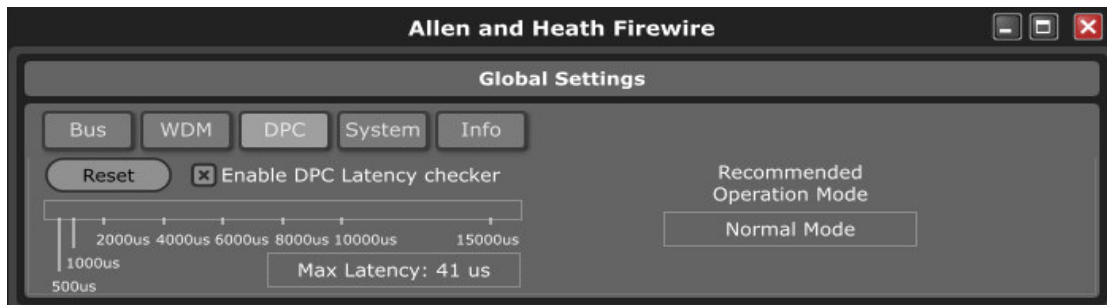 Allen and Heath Firewire
Global Settings
Bus WDM DPC System Info
Reset Enable DPC Latency checker
2000us 4000us 6000us 8000us 10000us 15000us
1000us
500us
Max Latency: 41 us
Recommended
Operation Mode
Normal Mode